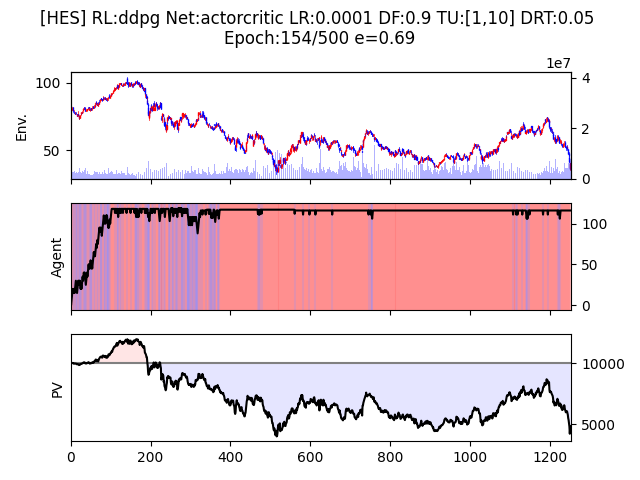 [HES] RL:ddpg Net:actorcritic LR:0.0001 DF:0.9 TU:[1,10] DRT:0.05
Epoch:154/500 e=0.69
1e7
100
50
Env.
4
2
0
Agent
100
50
0
PV
10000
5000
0 200 400 600 800 1000 1200